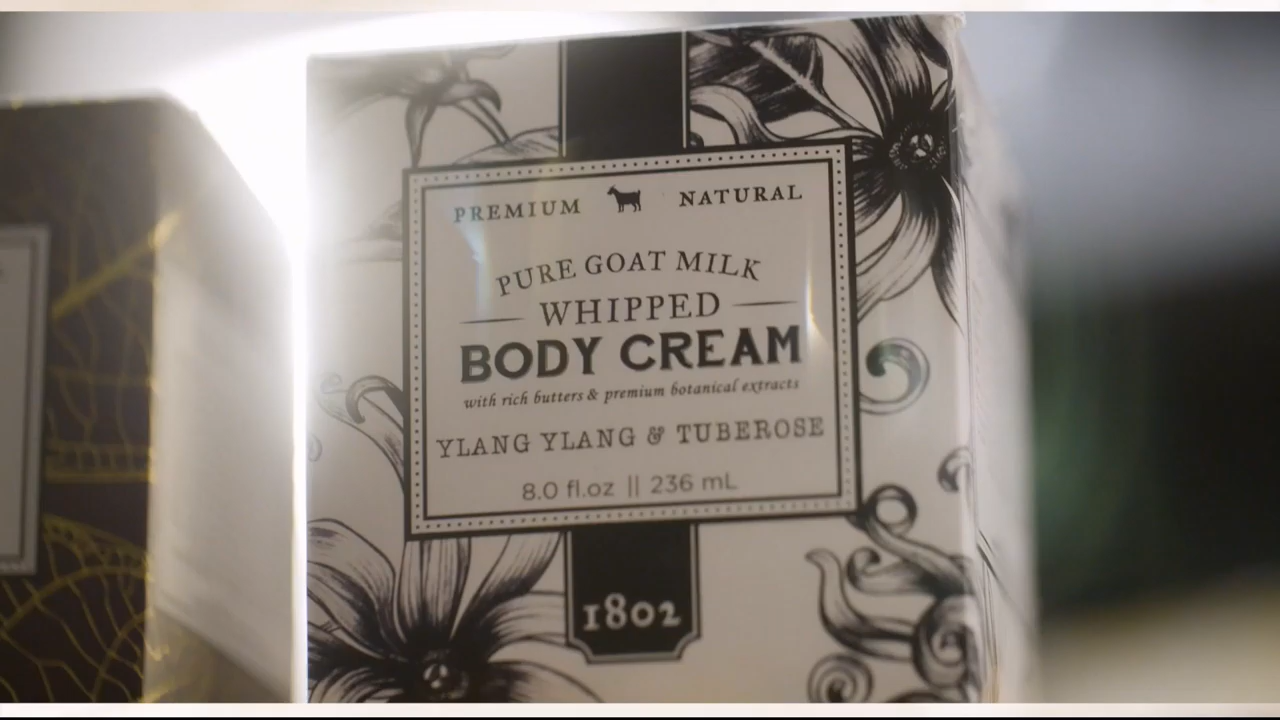 PREMIUM NATURAL
PURE GOAT MILK
WHIPPED
BODY CREAM
with rich butters & premium botanical extracts
YLANG YLANG & TUBEROSE
8.0 fl.oz || 236 mL
1802